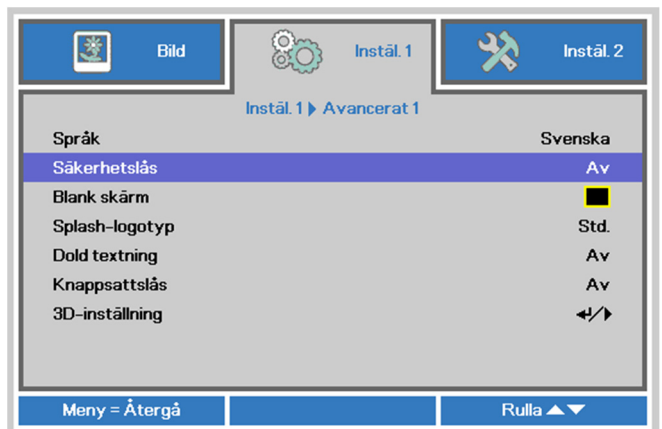 Bild
Instäl. 1
Instäl. 2
Instäl. 1 Avancerat 1
Språk Svenska
Säkerhetslås Av
Blank skärm
Splash-logotyp Std.
Dold textning Av
Knappsattslås Av
3D-inställning
Meny = Återgå
Rulla